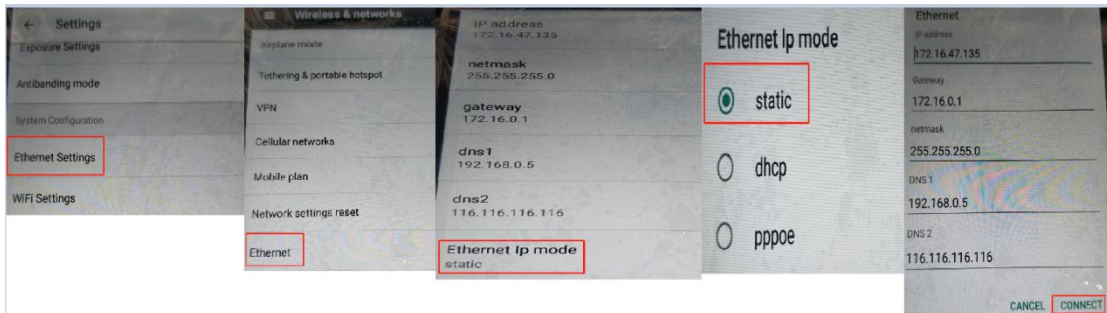 Settings
Exposure Settings
Antibanding mode
System Configuration
Ethernet Settings
WiFi Settings
Wireless & networks
Airplane mode
Tethering & portable hotspot
VPN
Cellular networks
Mobile plan
Network settings reset
Ethernet
IP address
172.16.47.135
netmask
255.255.255.0
gateway
172.16.0.1
dns1
192.168.0.5
dns2
116.116.116.116
Ethernet Ip mode
static
Ethernet Ip mode
static
dhcp
pppoe
Ethernet
IP address
172.16.47.135
Gateway
172.16.0.1
netmask
255.255.255.0
DNS 1
192.168.0.5
DNS 2
116.116.116.116
CANCEL CONNECT